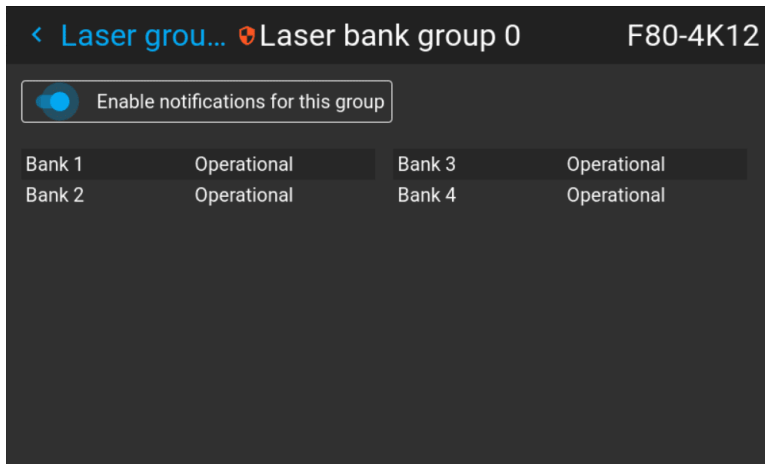 Laser grou... Laser bank group 0 F80-4K12
Enable notifications for this group
Bank 1 Operational Bank 3 Operational
Bank 2 Operational Bank 4 Operational